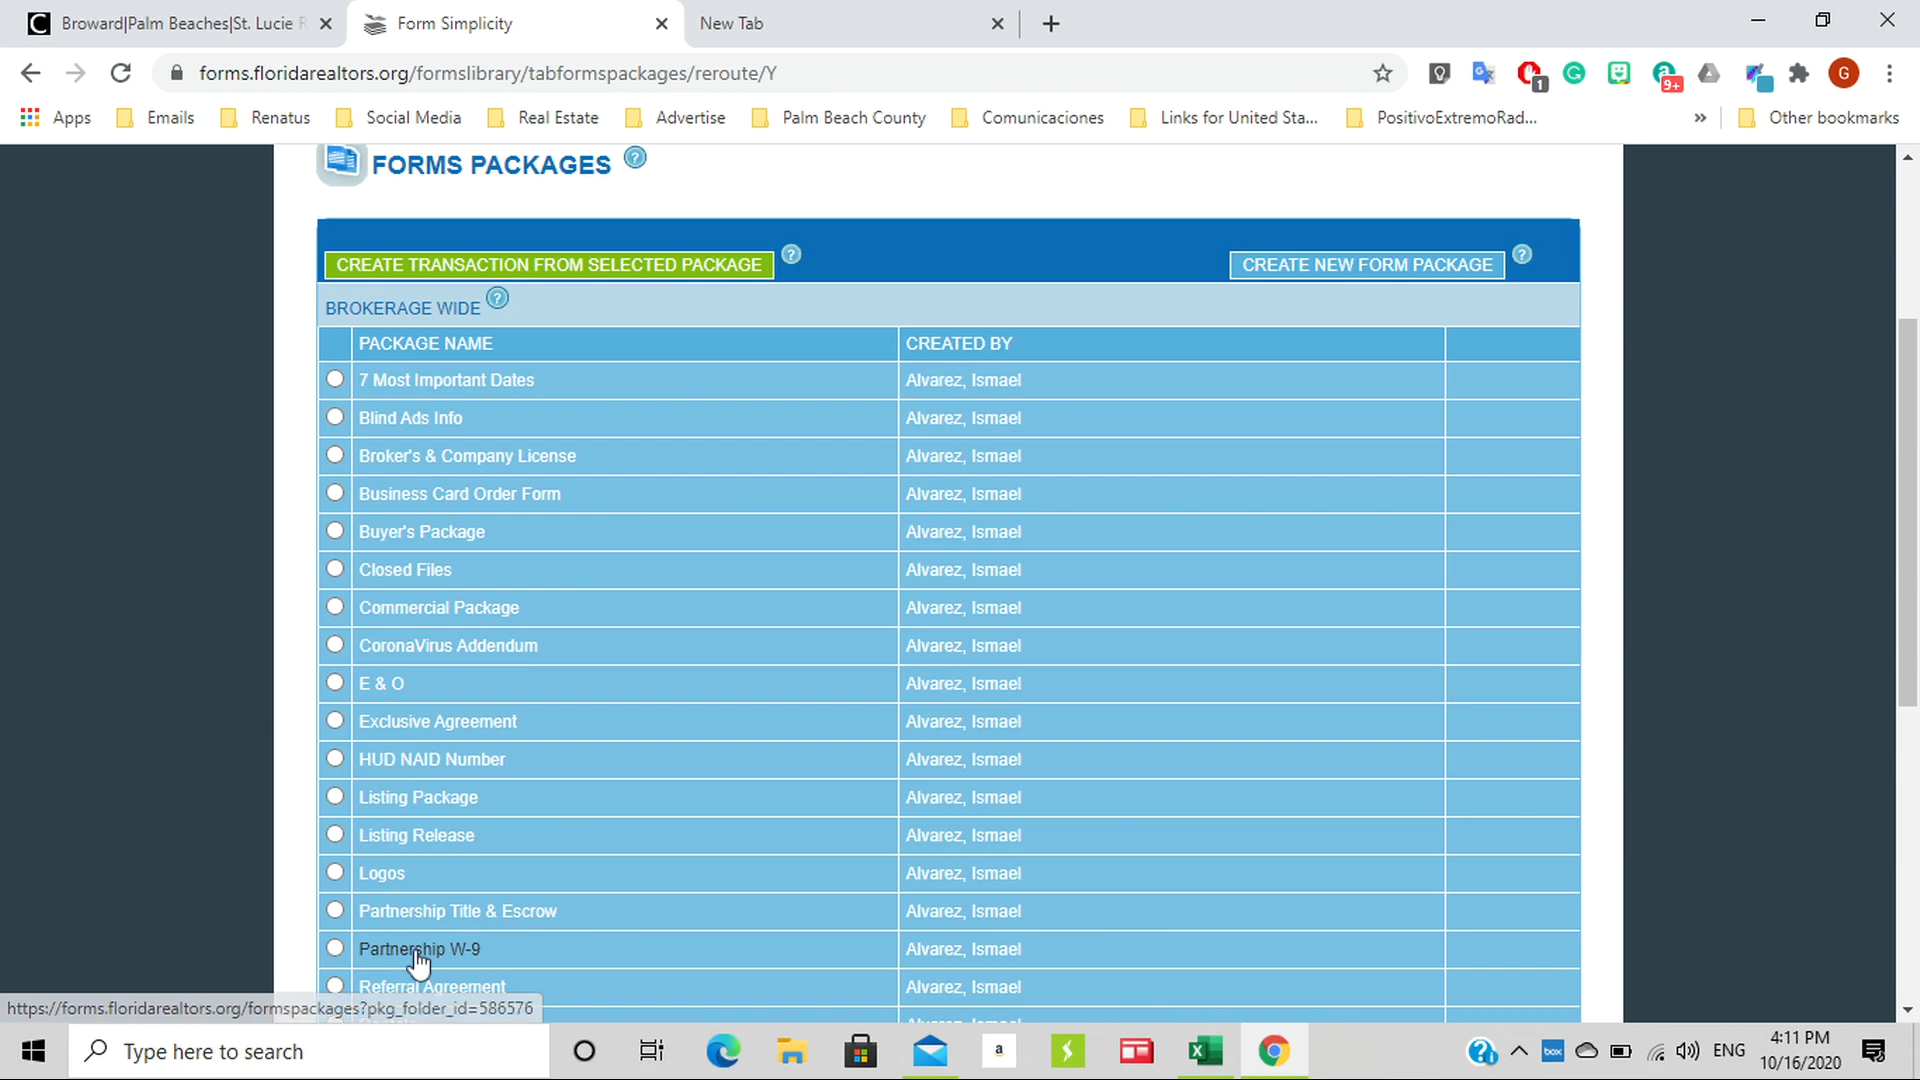 C Broward|Palm Beaches|St. Lucie R
Form Simplicity
New Tab
forms.floridarealtors.org/formslibrary/tabformspackages/reroute/Y
1
9+
G
Apps
Emails
Renatus
Social Media
Real Estate
Advertise
Palm Beach County
Comunicaciones
Links for United Sta...
PositivoExtremoRad...
»
Other bookmarks
FORMS PACKAGES ?
CREATE TRANSACTION FROM SELECTED PACKAGE ?
CREATE NEW FORM PACKAGE ?
BROKERAGE WIDE ?
PACKAGE NAME CREATED BY
7 Most Important Dates Alvarez, Ismael
Blind Ads Info Alvarez, Ismael
Broker's & Company License Alvarez, Ismael
Business Card Order Form Alvarez, Ismael
Buyer's Package Alvarez, Ismael
Closed Files Alvarez, Ismael
Commercial Package Alvarez, Ismael
CoronaVirus Addendum Alvarez, Ismael
E & O Alvarez, Ismael
Exclusive Agreement Alvarez, Ismael
HUD NAID Number Alvarez, Ismael
Listing Package Alvarez, Ismael
Listing Release Alvarez, Ismael
Logos Alvarez, Ismael
Partnership Title & Escrow Alvarez, Ismael
Partnership W-9 Alvarez, Ismael
Referral Agreement Alvarez, Ismael
https://forms.floridarealtors.org/formspackages?pkg_folder_id=586576
Type here to search
a
box
ENG
4:11 PM
10/16/2020